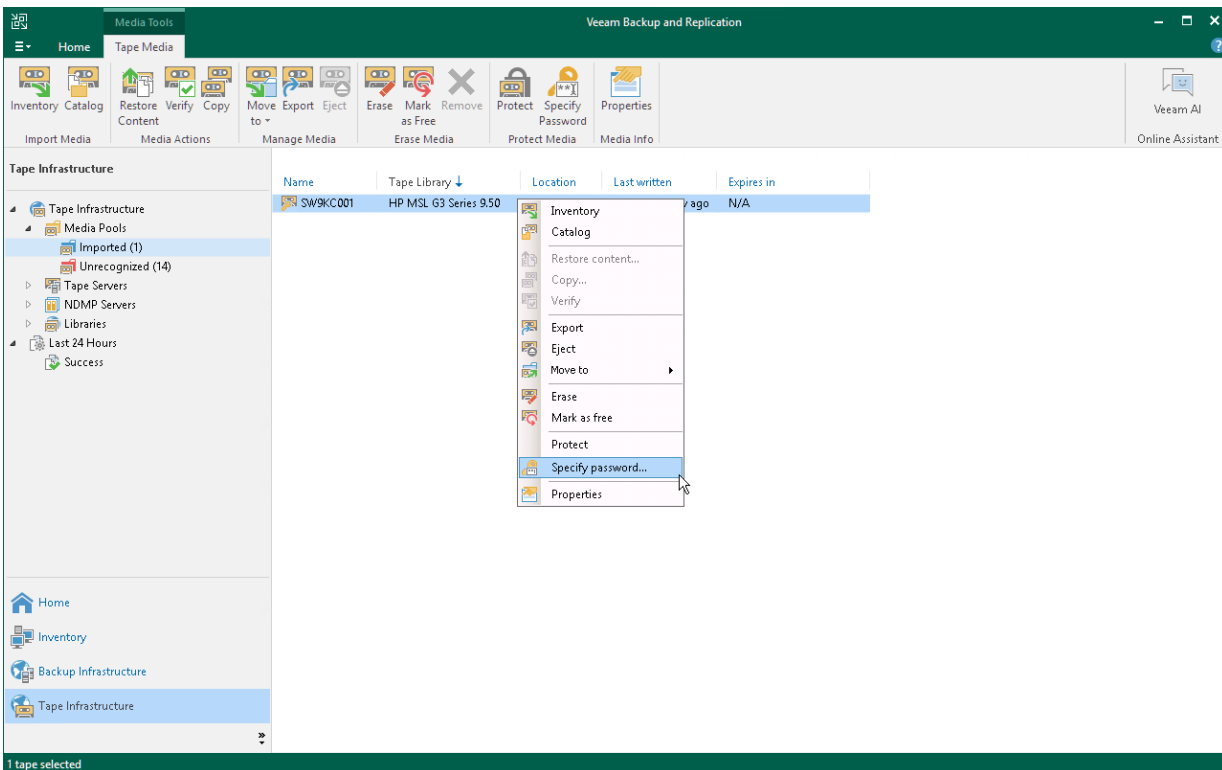 Media Tools
Veeam Backup and Replication
Home
Tape Media
Inventory Catalog
Restore Content
Verify
Copy
Move to
Export
Eject
Erase
Mark as Free
Remove
Protect
Specify Password
Properties
Veeam AI
Import Media
Media Actions
Manage Media
Erase Media
Protect Media
Media Info
Online Assistant
Tape Infrastructure
Tape Infrastructure
Media Pools
Imported (1)
Unrecognized (14)
Tape Servers
NDMP Servers
Libraries
Last 24 Hours
Success
Name Tape Library Location Last written Expires in
SW9KC001 HP MSL G3 Series 9.50 ago N/A
Inventory
Catalog
Restore content...
Copy...
Verify
Export
Eject
Move to
Erase
Mark as free
Protect
Specify password...
Properties
Home
Inventory
Backup Infrastructure
Tape Infrastructure
1 tape selected